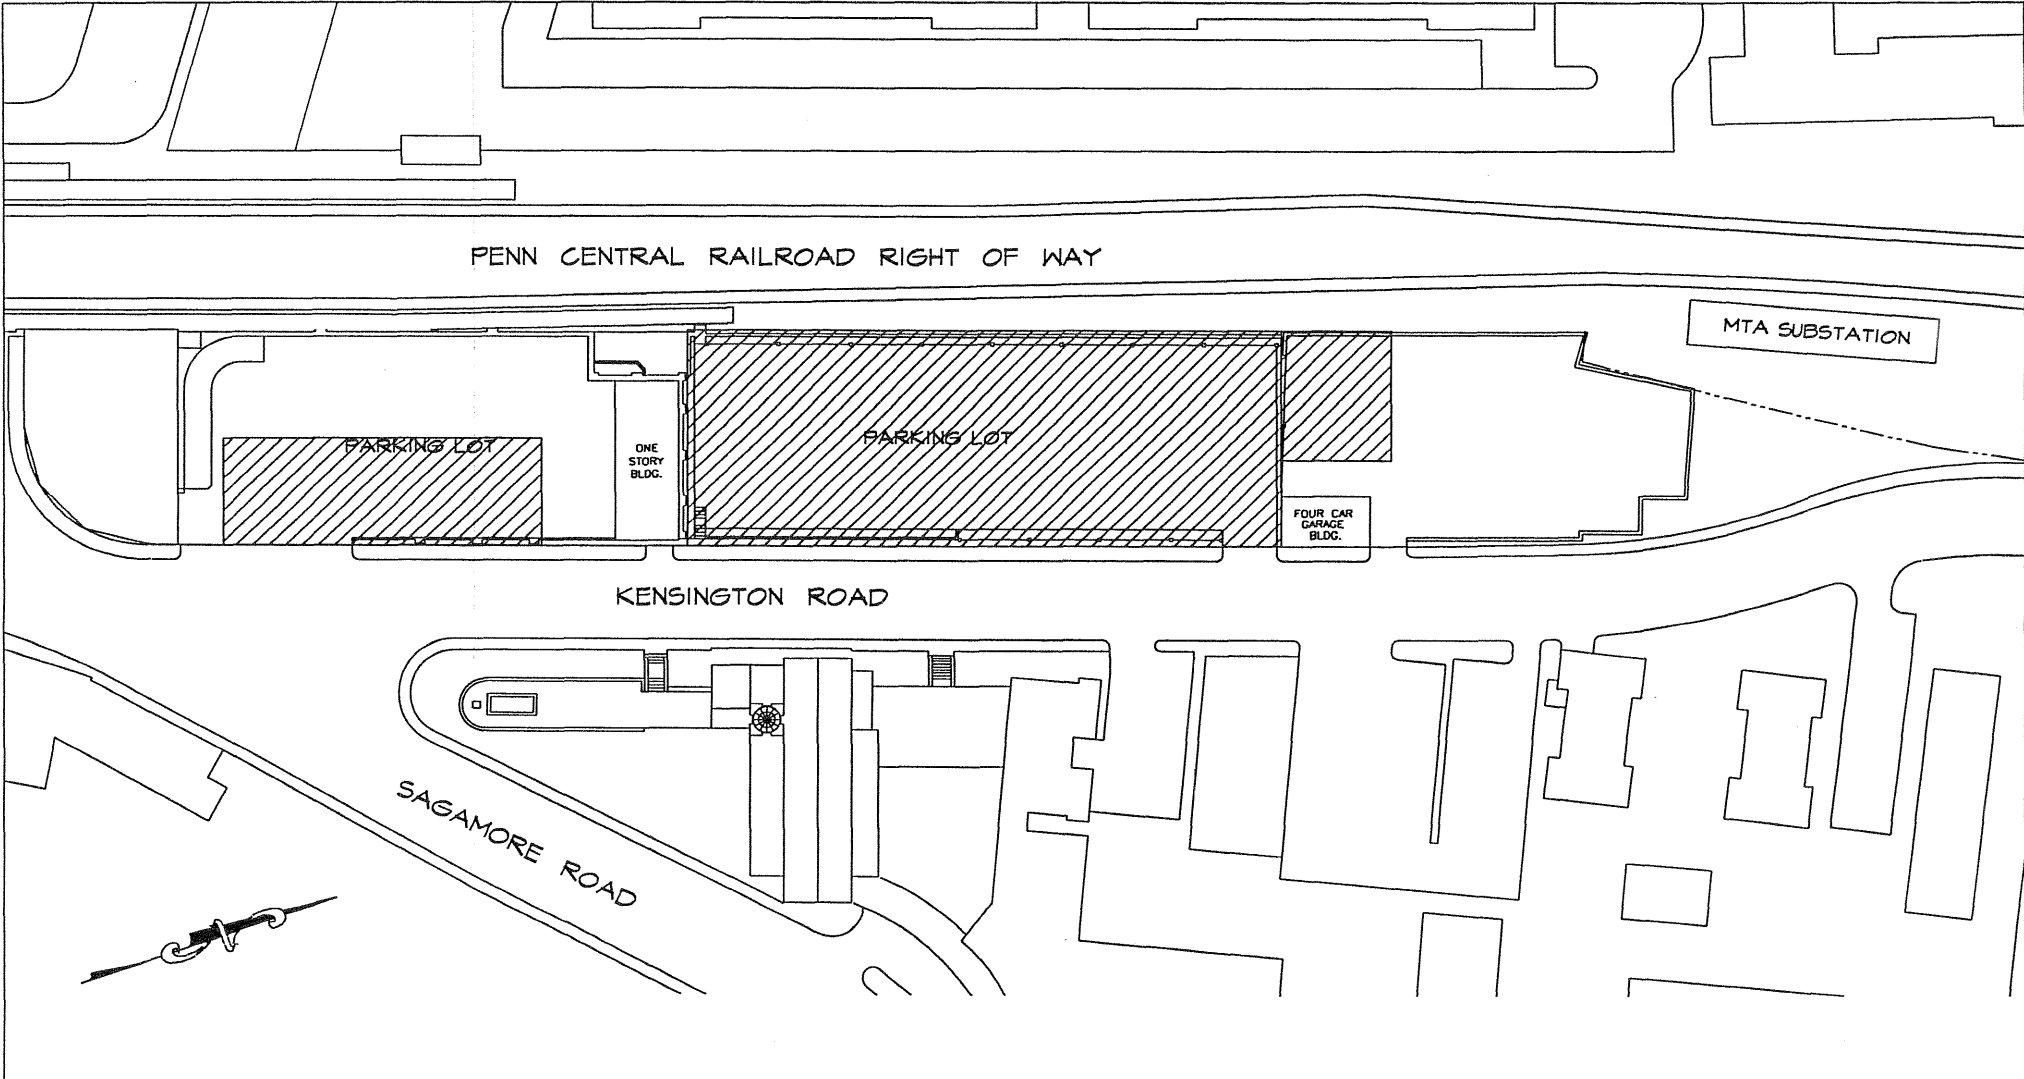 PENN CENTRAL RAILROAD RIGHT OF WAY
MTA SUBSTATION
PARKING LOT
ONE
STORY
BLDG.
PARKING LOT
FOUR CAR
GARAGE
BLDG.
KENSINGTON ROAD
SAGAMORE ROAD